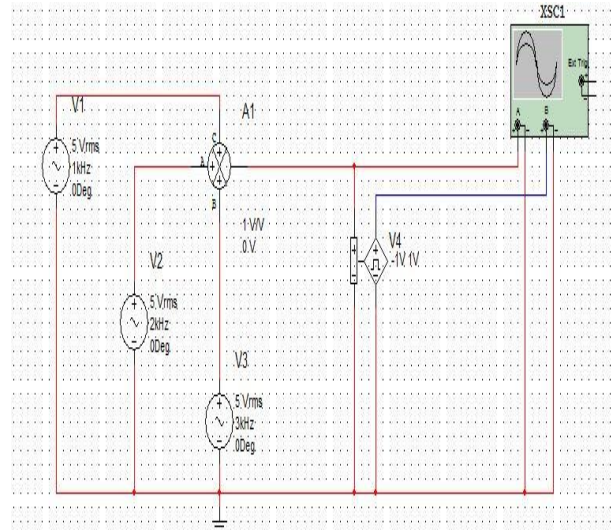 XSC1
Ext Trig
A
B
V1
5 Vrms
1kHz
0Deg
A1
C
A
B
1 V/V
0 V
V4
-1V 1V
V2
5 Vrms
2kHz
0Deg
V3
5 Vrms
3kHz
0Deg